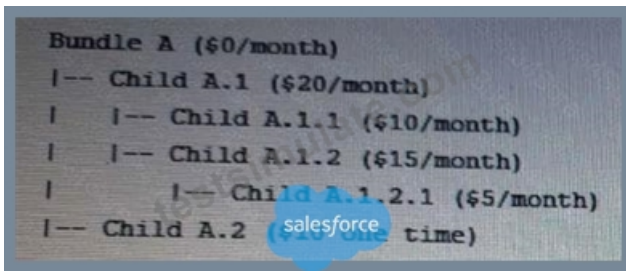 Bundle A ($0/month)
|-- Child A.1 ($20/month)
| |-- Child A.1.1 ($10/month)
| |-- Child A.1.2 ($15/month)
| |-- Child A.1.2.1 ($5/month)
|-- Child A.2 time)
salesforce